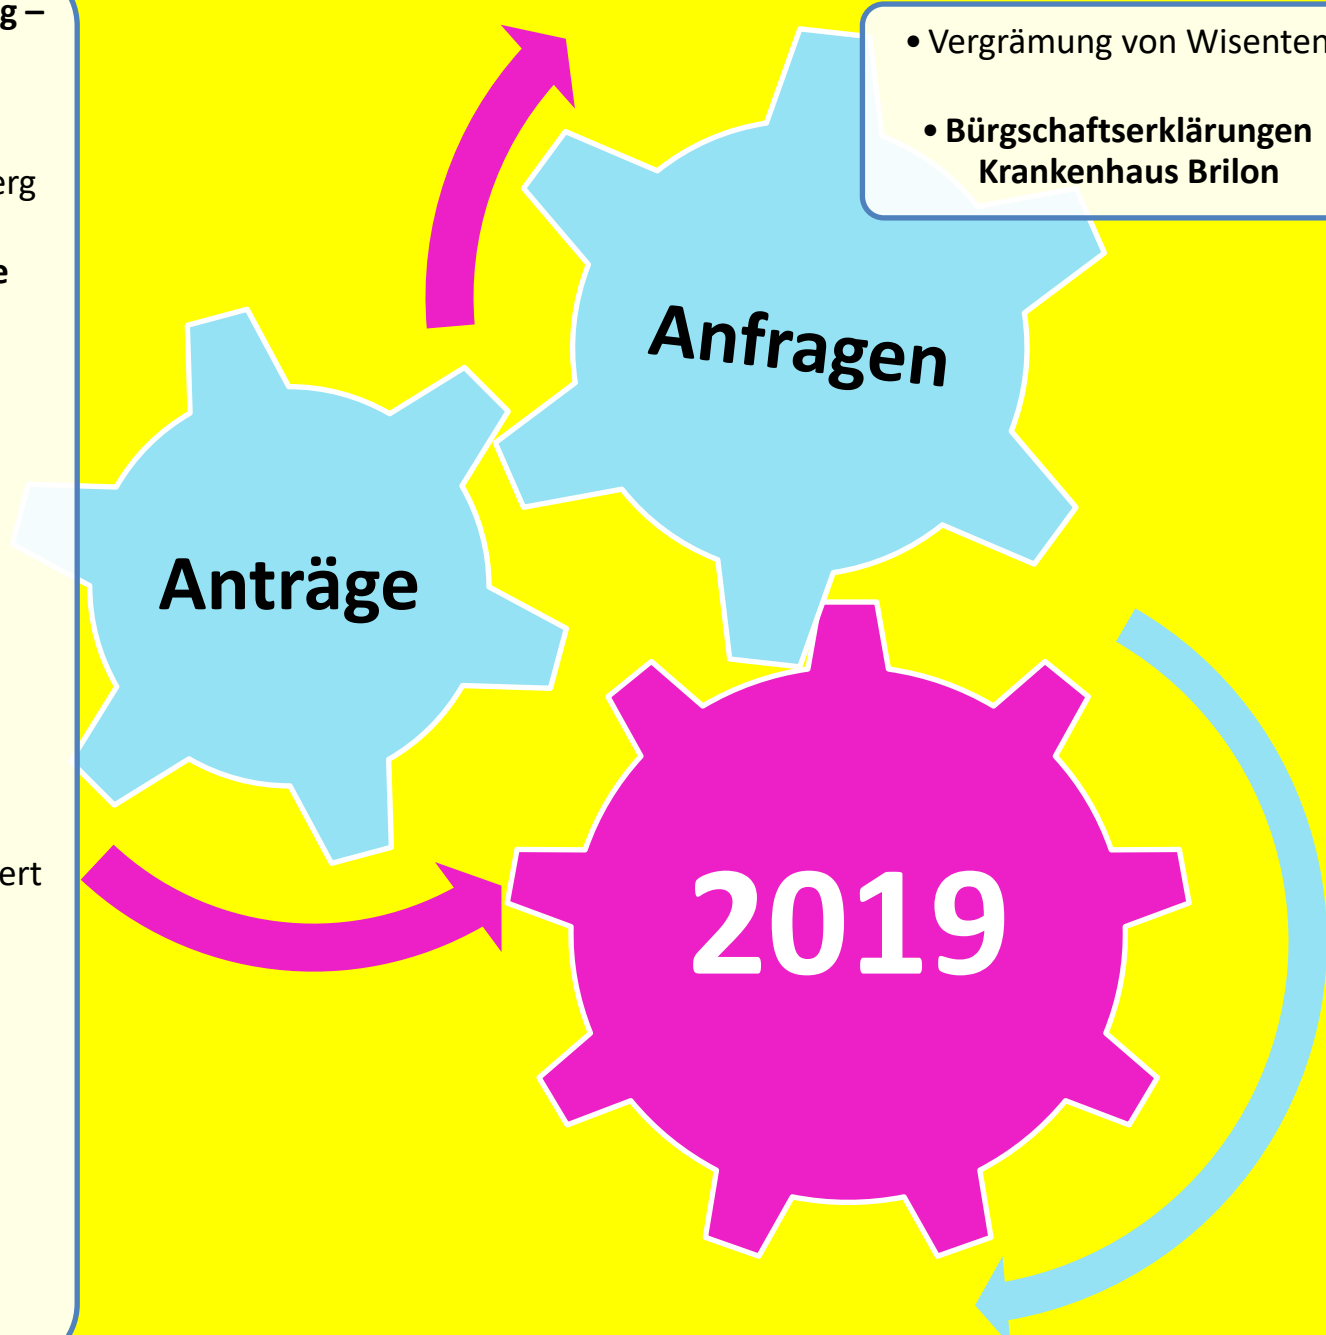 g –
erg
e
ert
• Vergrämung von Wisenten
• Bürgschaftserklärungen
Krankenhaus Brilon
Anfragen
Anträge
2019